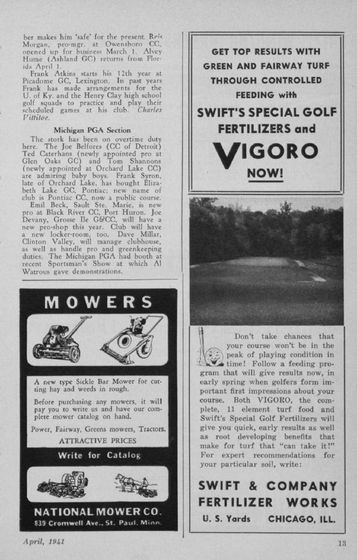 her makes him 'safe' for the present. Reis
Morgan, pro-mgr. at Owensboro CC,
opened up for business March 1. Alvey
Hume (Ashland GC) returns from Flor-
ida April 1.
Frank Atkins starts his 12th year at
Picadome GC, Lexington. In past years
Frank has made arrangements for the
U. of Ky. and the Henry Clay high school
golf squads to practice and play their
scheduled games at his club. Charles
Vittitoe.
Michigan PGA Section
The stork has been on overtime duty
here. The Joe Belfores (CC of Detroit)
Ted Caterhans (newly appointed pro at
Glen Oaks GC) and Tom Shannons
(newly appointed at Orchard Lake CC)
are admiring baby boys. Frank Syron,
late of Orchard Lake, has bought Eliza-
beth Lake GC, Pontiac; new name of
club is Pontiac CC, now a public course.
Emil Beck, Sault Ste. Marie, is new
pro at Black River CC, Port Huron. Joe
Devany, Grosse Ile G&CC, will have a
new pro-shop this year. Club will have
a new locker-room, too. Dave Millar,
Clinton Valley, will manage clubhouse,
as well as handle pro and greenkeeping
duties. The Michigan PGA had booth at
recent Sportsman's Show at which Al
Watrous gave demonstrations.
MOWERS
A new type Sickle Bar Mower for cut-
ting hay and weeds in rough.
Before purchasing any mowers, it will
pay you to write us and have our com-
plete mower catalog on hand.
Power, Fairway, Greens mowers, Tractors.
ATTRACTIVE PRICES
Write for Catalog
NATIONAL MOWER CO.
839 Cromwell Ave., St. Paul, Minn.
GET TOP RESULTS WITH
GREEN AND FAIRWAY TURF
THROUGH CONTROLLED
FEEDING with
SWIFT'S SPECIAL GOLF
FERTILIZERS and
VIGORO
NOW!
Don't take chances that
your course won't be in the
peak of playing condition in
time! Follow a feeding pro-
gram that will give results now, in
early spring when golfers form im-
portant first impressions about your
course. Both VIGORO, the com-
plete, 11 element turf food and
Swift's Special Golf Fertilizers will
give you quick, early results as well
as root developing benefits that
make for turf that "can take it!"
For expert recommendations for
your particular soil, write:
SWIFT & COMPANY
FERTILIZER WORKS
U. S. Yards CHICAGO, ILL.
April, 1941
13